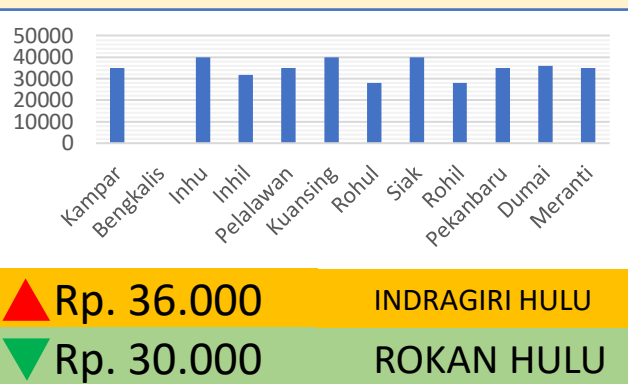 50000
40000
30000
20000
10000
0
Kampar Bengkalis Inhu Inhil Pelalawan Kuansing Rohul Siak Rohil Pekanbaru Dumai Meranti
Rp. 36.000 INDRAGIRI HULU
Rp. 30.000 ROKAN HULU